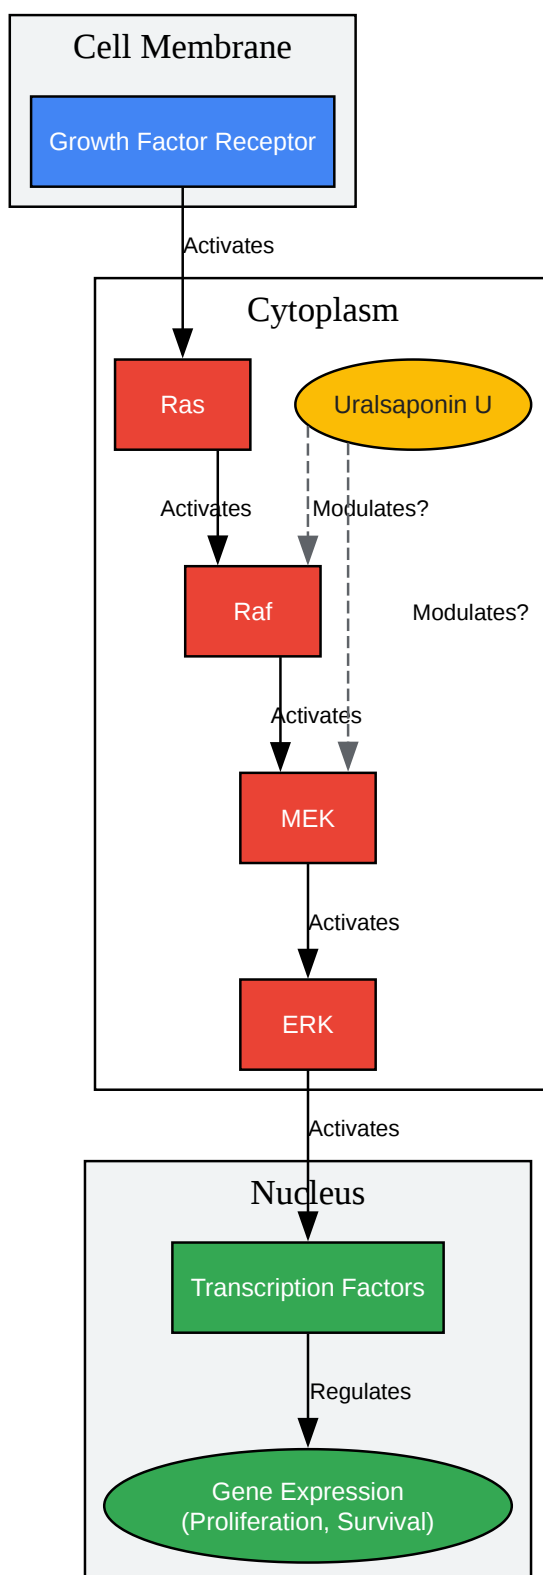 Cell Membrane
Growth Factor Receptor
Activates
Cytoplasm
Ras
Uralsaponin U
Activates
Modulates?
Raf
Modulates?
Activates
MEK
Activates
ERK
Activates
Nucleus
Transcription Factors
Regulates
Gene Expression
(Proliferation, Survival)